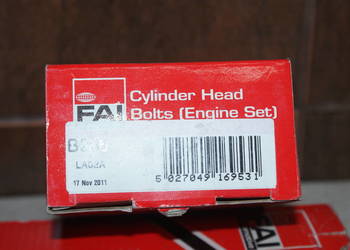 FAI
Cylinder Head
Bolts (Engine Set)
17 Nov 2011
5 027049 169531
FAI